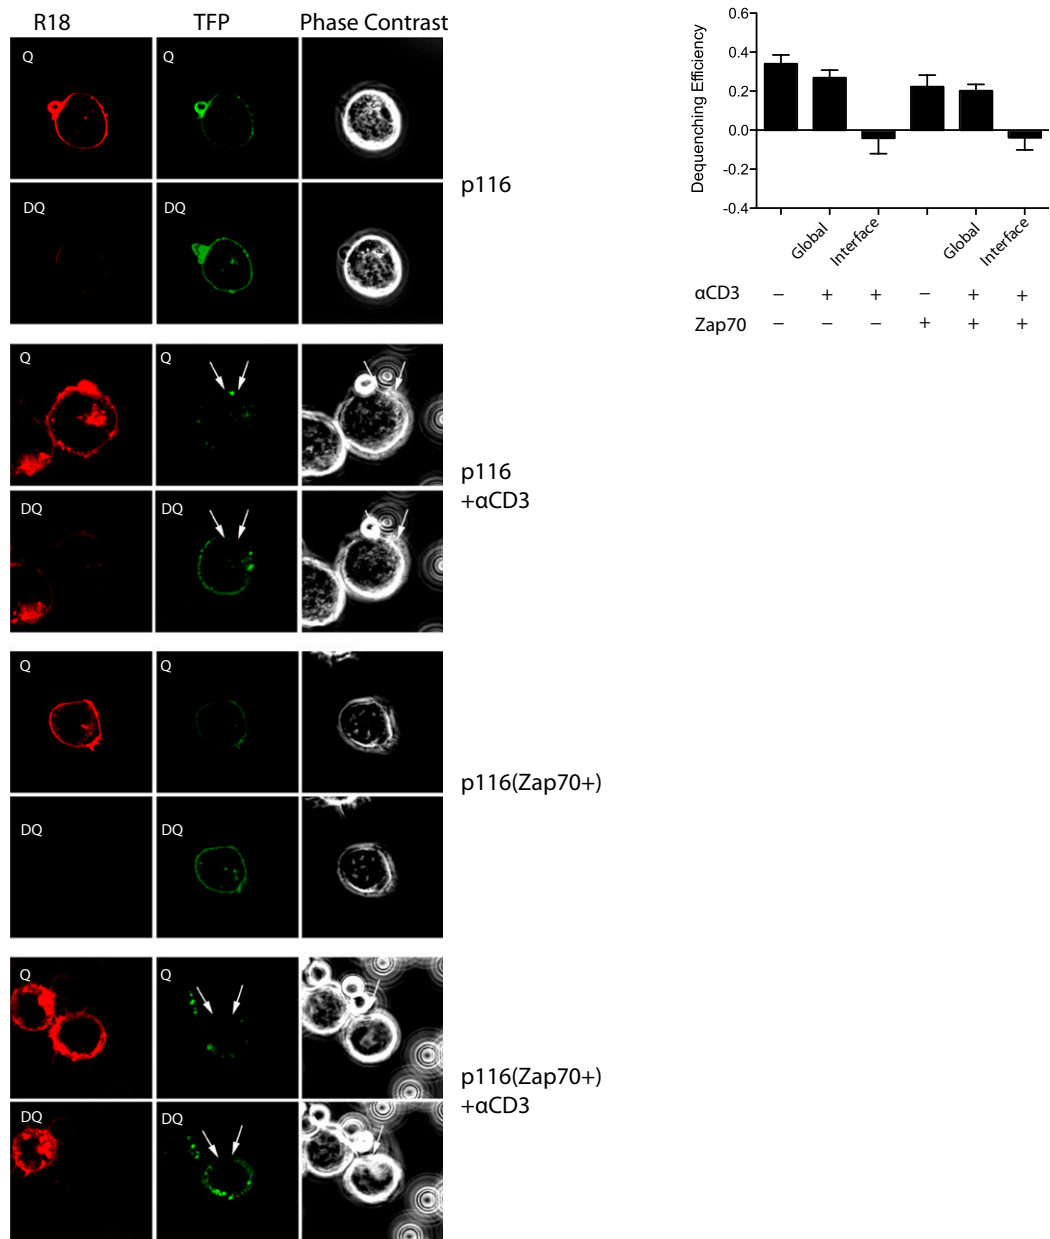 R18 TFP Phase Contrast
Q Q
p116
DQ DQ
Q Q
p116
+αCD3
DQ DQ
Q Q
p116(Zap70+)
DQ DQ
Q Q
p116(Zap70+)
+αCD3
DQ DQ
Dequenching Efficiency
0.6
0.4
0.2
0.0
-0.2
-0.4
Global Interface Global Interface
αCD3 − + + − + +
Zap70 − − − + + +